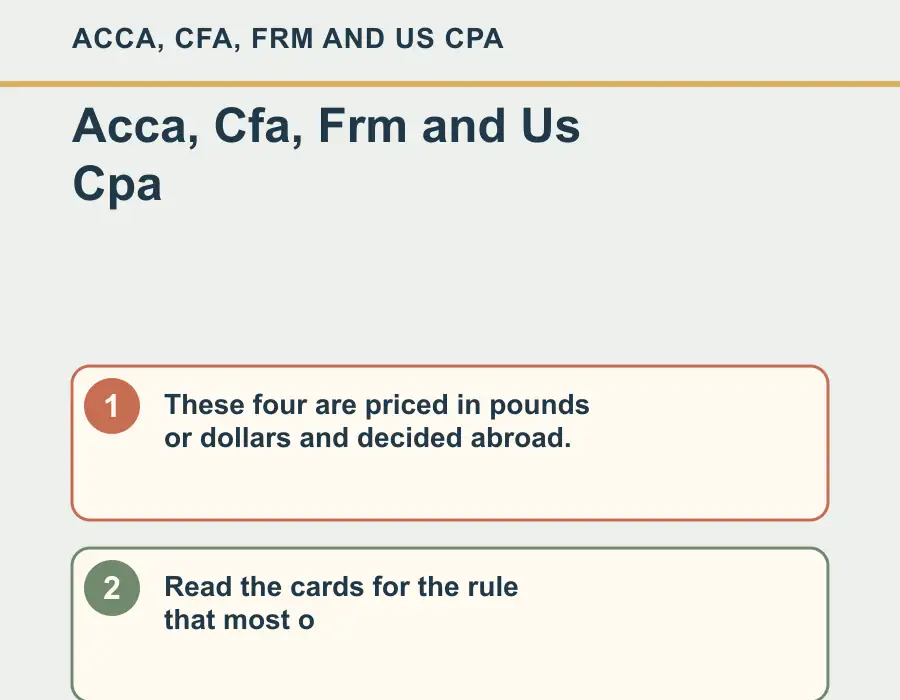 ACCA, CFA, FRM AND US CPA
Acca, Cfa, Frm and Us
Cpa
1
These four are priced in pounds
or dollars and decided abroad.
2
Read the cards for the rule
that most o